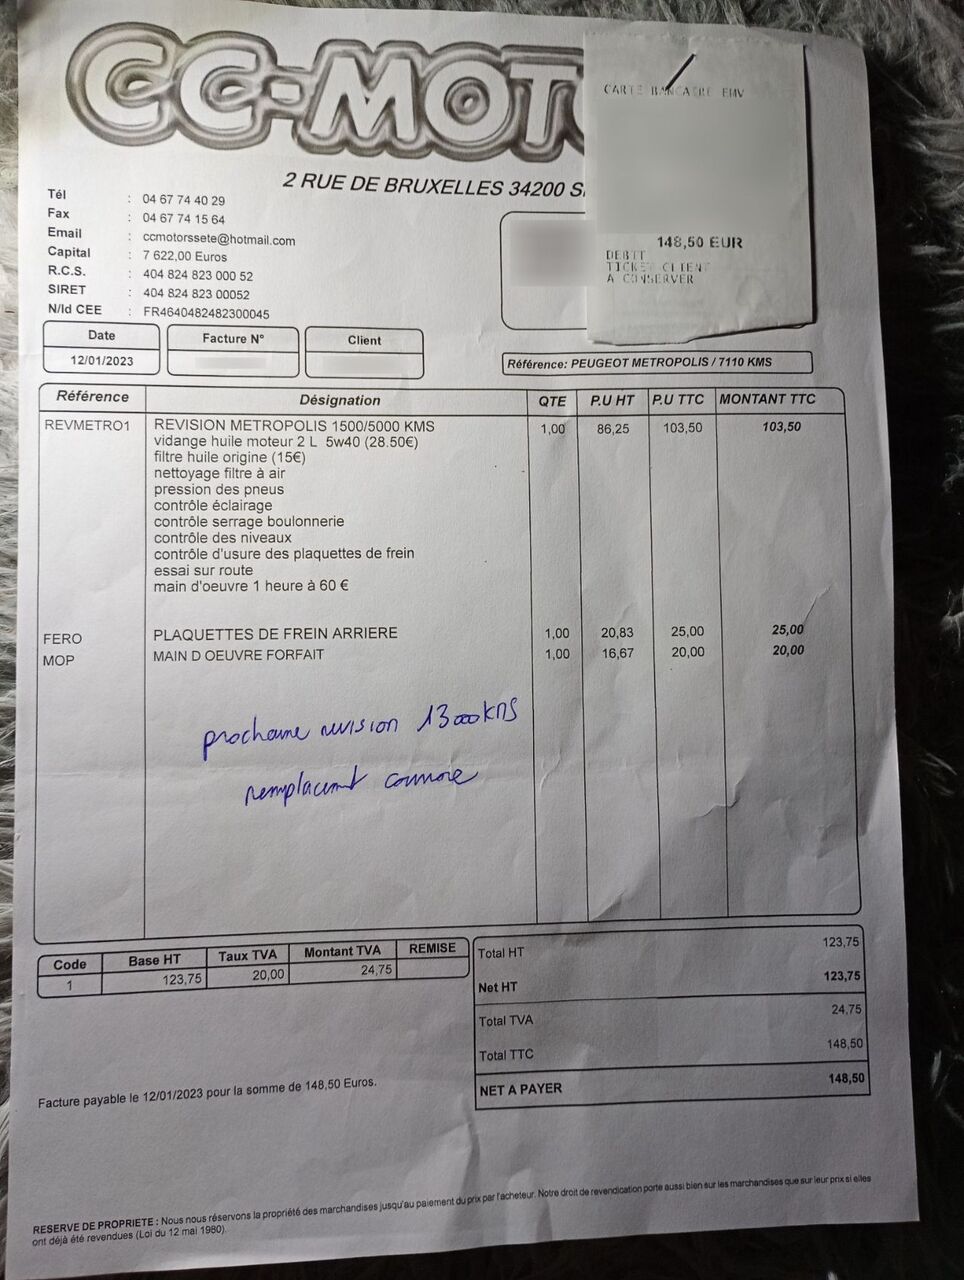 CC-MOTO
2 RUE DE BRUXELLES 34200 S
CARTE BANCAIRE EMV
148,50 EUR
DEBIT
TICKET CLIENT
A CONSERVER
Tél : 04 67 74 40 29
Fax : 04 67 74 15 64
Email : ccmotorssete@hotmail.com
Capital : 7 622,00 Euros
R.C.S. : 404 824 823 000 52
SIRET : 404 824 823 00052
N/Id CEE : FR4640482482300045
Date Facture N° Client
12/01/2023
Référence: PEUGEOT METROPOLIS / 7110 KMS
Référence Désignation QTE P.U HT P.U TTC MONTANT TTC
REVMETRO1 REVISION METROPOLIS 1500/5000 KMS 1,00 86,25 103,50 103,50
vidange huile moteur 2 L 5w40 (28.50€)
filtre huile origine (15€)
nettoyage filtre à air
pression des pneus
contrôle éclairage
contrôle serrage boulonnerie
contrôle des niveaux
contrôle d'usure des plaquettes de frein
essai sur route
main d'oeuvre 1 heure à 60 €
FERO PLAQUETTES DE FREIN ARRIERE 1,00 20,83 25,00 25,00
MOP MAIN D OEUVRE FORFAIT 1,00 16,67 20,00 20,00
prochaine revision 13000 KMS
remplacement courroie
Code Base HT Taux TVA Montant TVA REMISE
1 123,75 20,00 24,75
Total HT 123,75
Net HT 123,75
Total TVA 24,75
Total TTC 148,50
NET A PAYER 148,50
Facture payable le 12/01/2023 pour la somme de 148,50 Euros.
RESERVE DE PROPRIETE : Nous nous réservons la propriété des marchandises jusqu'au paiement du prix par l'acheteur. Notre droit de revendication porte aussi bien sur les marchandises que sur leur prix si elles
ont déjà été revendues (Loi du 12 mai 1980).